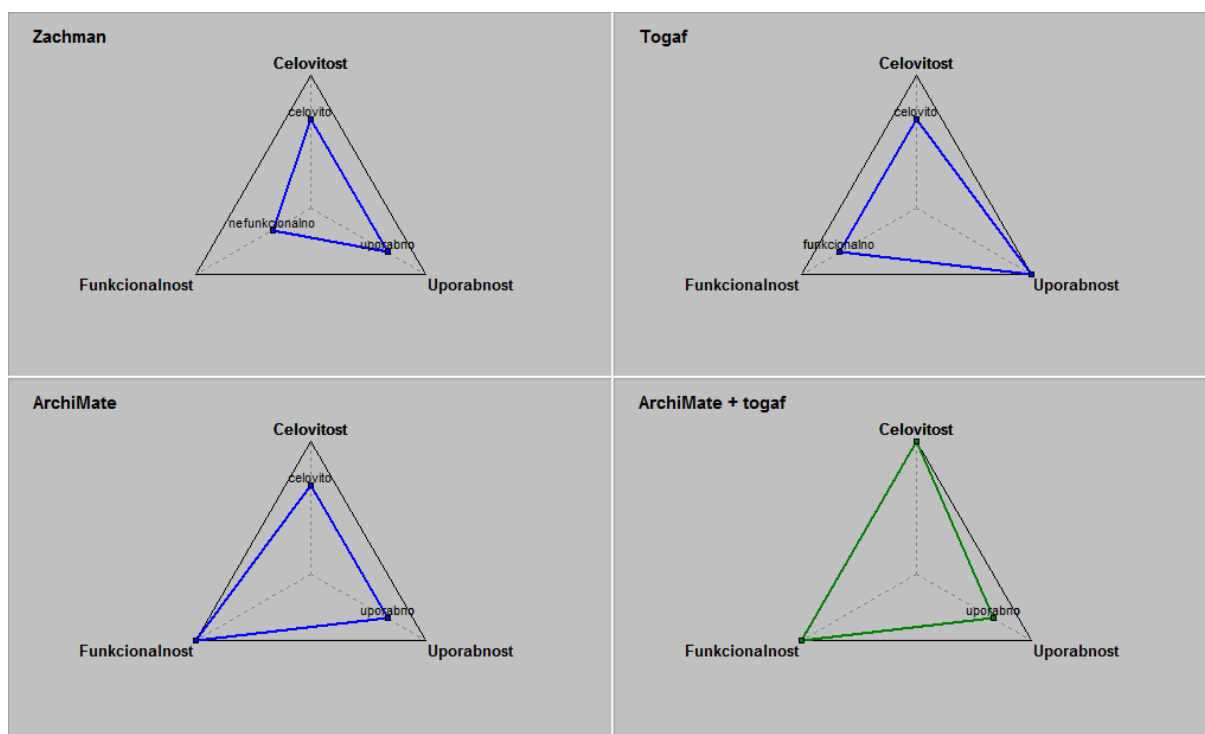 Zachman
Celovitost
celovito
nefunkcionalno
uporabno
Funkcionalnost
Uporabnost
Togaf
Celovitost
celovito
funkcionalno
Funkcionalnost
Uporabnost
ArchiMate
Celovitost
celovito
uporabno
Funkcionalnost
Uporabnost
ArchiMate + togaf
Celovitost
uporabno
Funkcionalnost
Uporabnost